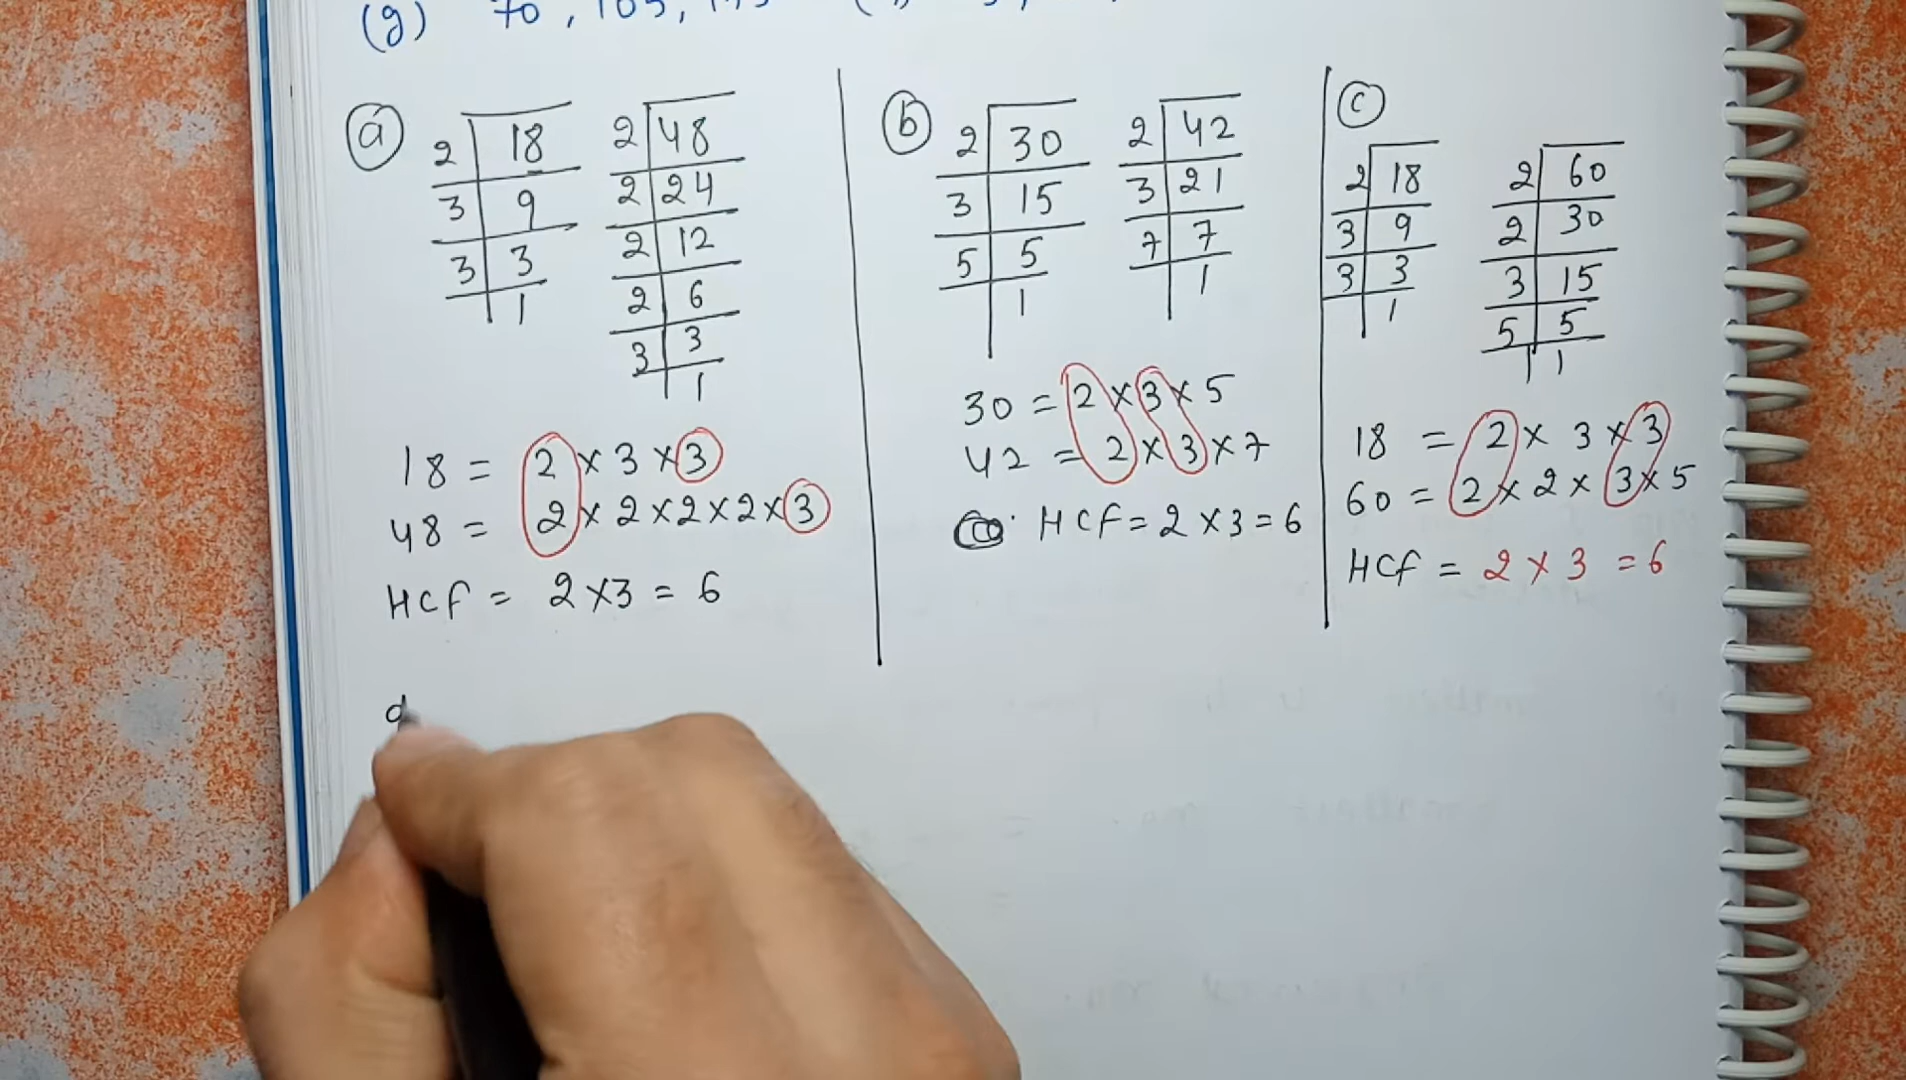 (g) 70, 105, 175
(a)
2 | 18
3 | 9
3 | 3
1
2 | 48
2 | 24
2 | 12
2 | 6
3 | 3
1
18 = 2 × 3 × 3
48 = 2 × 2 × 2 × 2 × 3
HCF = 2 × 3 = 6
(b)
2 | 30
3 | 15
5 | 5
1
2 | 42
3 | 21
7 | 7
1
30 = 2 × 3 × 5
42 = 2 × 3 × 7
HCF = 2 × 3 = 6
(c)
2 | 18
3 | 9
3 | 3
1
2 | 60
2 | 30
3 | 15
5 | 5
1
18 = 2 × 3 × 3
60 = 2 × 2 × 3 × 5
HCF = 2 × 3 = 6
d